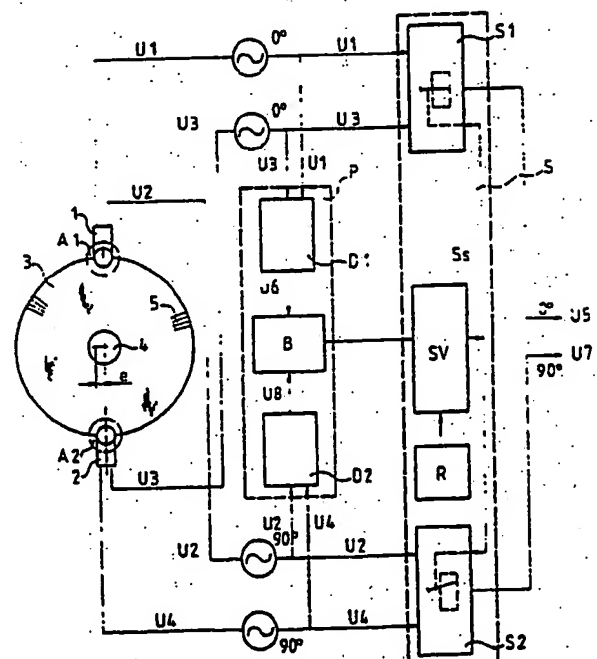 U1 0° U1 S1
U3 0° U3
U3 U1 P S
U2
1
A1 D1
3 5 Ss
U6 U5
4 B SV
e U8 90° U7
A2 D2
2 R
U3
U2 U4
U2 90° U2
U4 U4
90° S2